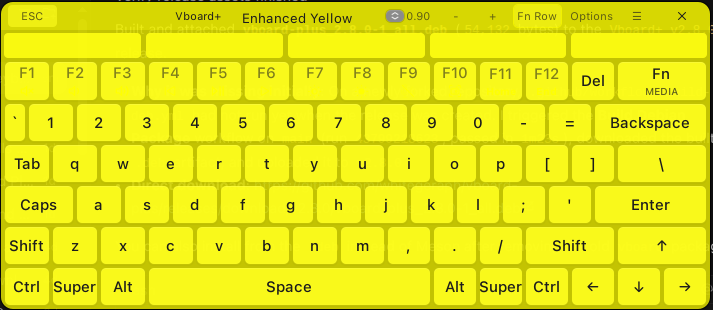 ESC Vboard+ Enhanced Yellow 0.90 - + Fn Row Options ☰ ✕
F1 F2 F3 F4 F5 F6 F7 F8 F9 F10 F11 F12 Del Fn
MEDIA
` 1 2 3 4 5 6 7 8 9 0 - = Backspace
Tab q w e r t y u i o p [ ] \
Caps a s d f g h j k l ; ' Enter
Shift z x c v b n m , . / Shift ↑
Ctrl Super Alt Space Alt Super Ctrl ← ↓ →